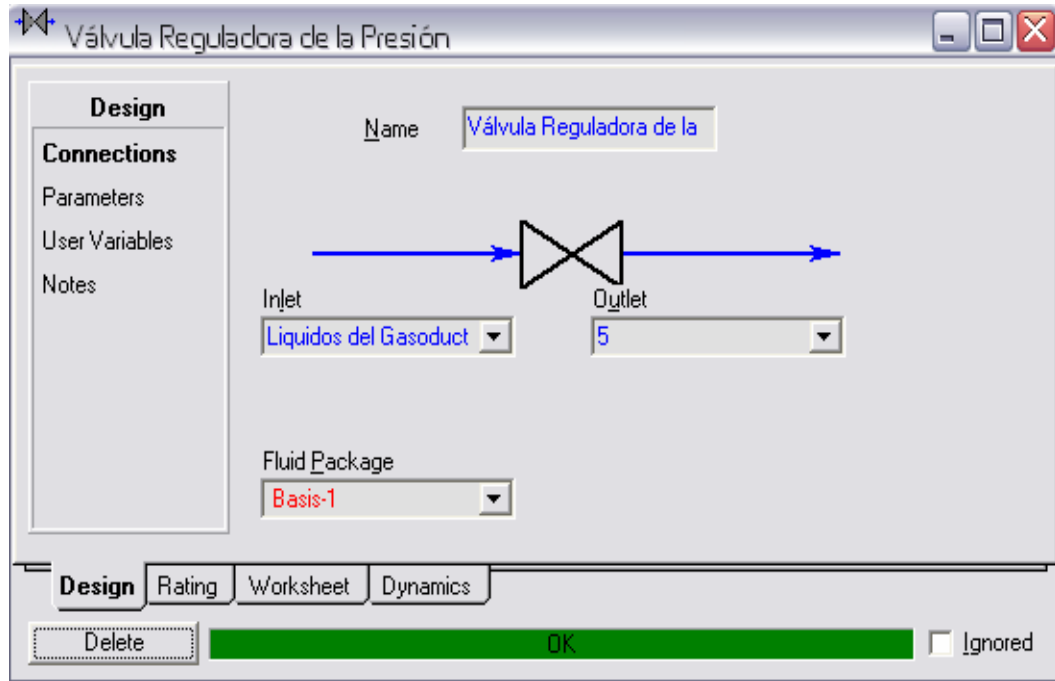 Válvula Reguladora de la Presión
Design
Connections
Parameters
User Variables
Notes
Name
Válvula Reguladora de la
Inlet
Outlet
Liquidos del Gasoduct
5
Fluid Package
Basis-1
Design
Rating
Worksheet
Dynamics
Delete
OK
Ignored